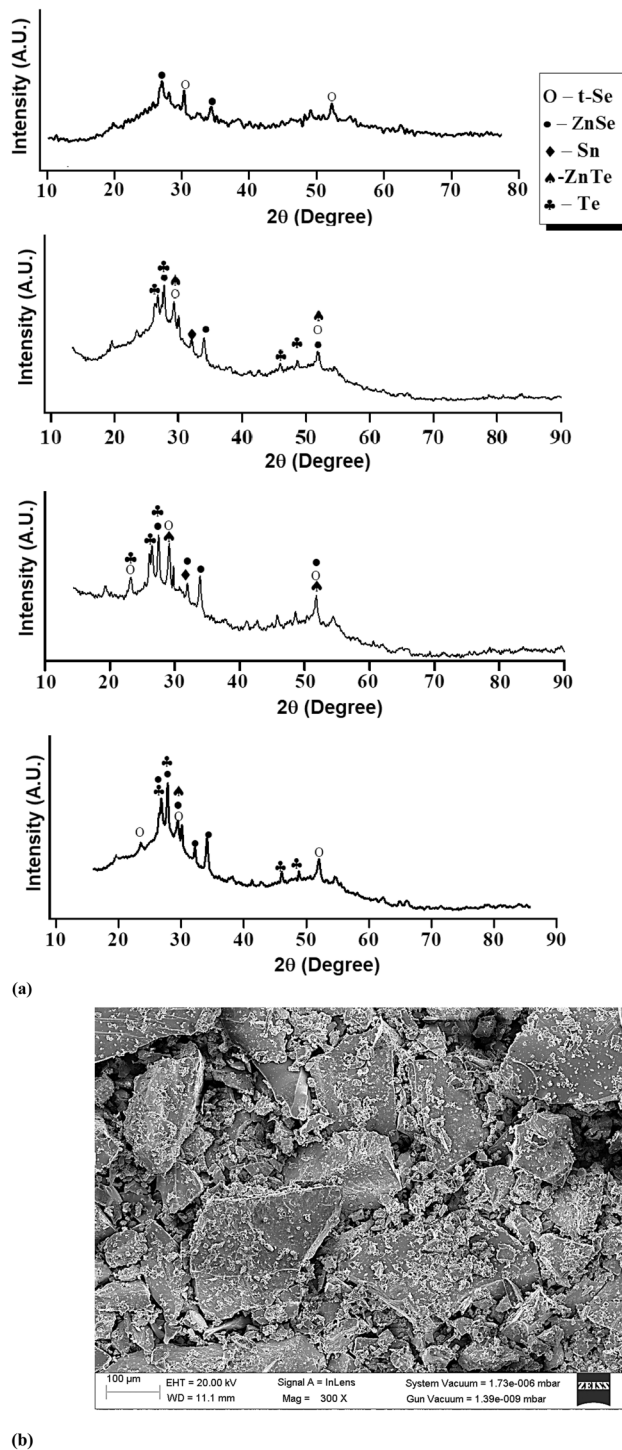 Intensity (A.U.)
O
O
10 20 30 40 50 60 70 80
2θ (Degree)
O – t-Se
● – ZnSe
♦ – Sn
♠-ZnTe
♣ – Te
Intensity (A.U.)
O
O
10 20 30 40 50 60 70 80 90
2θ (Degree)
Intensity (A.U.)
O
O
O
10 20 30 40 50 60 70 80 90
2θ (Degree)
Intensity (A.U.)
O
O
O
10 20 30 40 50 60 70 80 90
2θ (Degree)
(a)
100 µm
EHT = 20.00 kV
Signal A = InLens
System Vacuum = 1.73e-006 mbar
WD = 11.1 mm
Mag = 300 X
Gun Vacuum = 1.39e-009 mbar
ZEISS
(b)